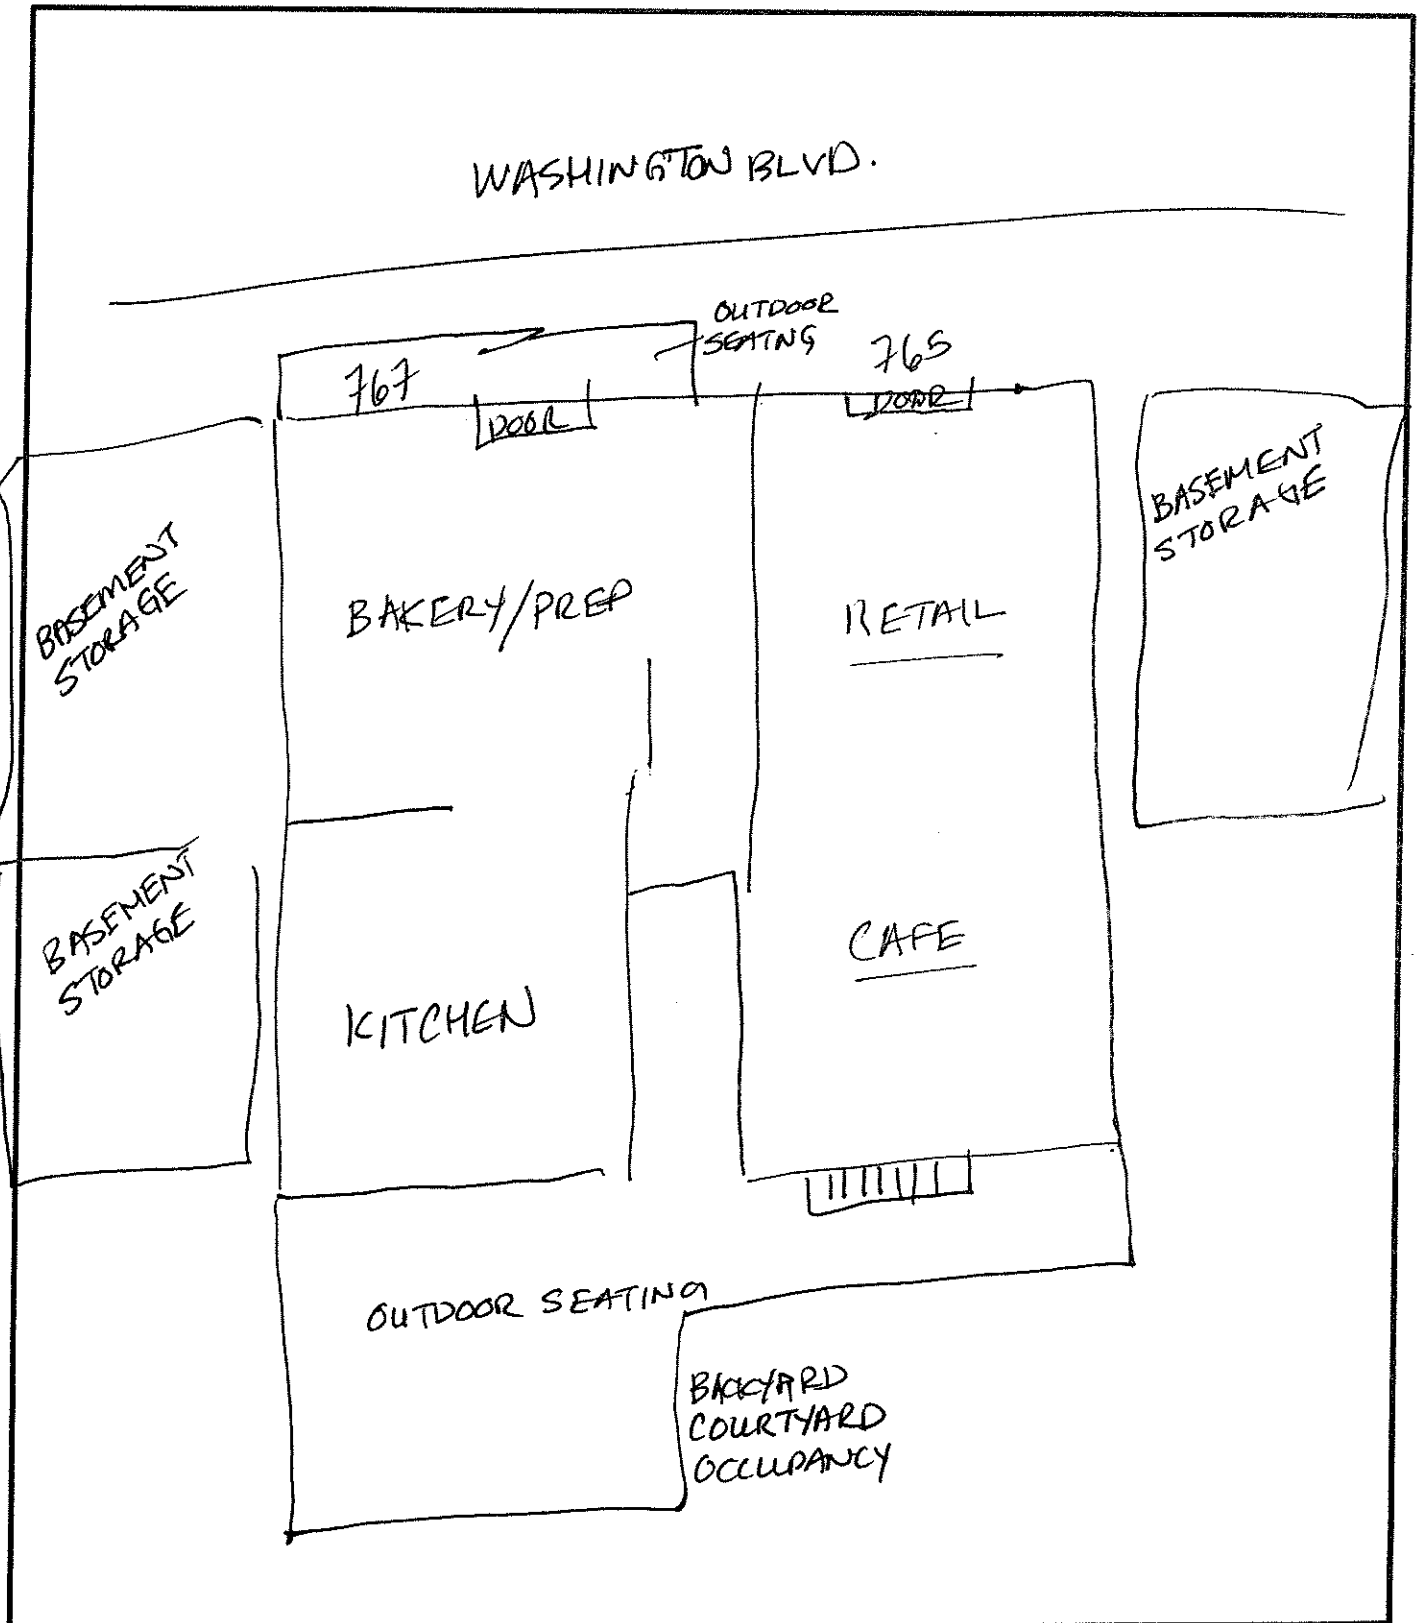 WASHINGTON BLVD.
OUTDOOR
SEATNG
767
765
DOOR
DOOR
BASEMENT
STORAGE
BASEMENT
STORAGE
BAKERY/PREP
RETAIL
BASEMENT
STORAGE
CAFE
KITCHEN
OUTDOOR SEATING
BACKYARD
COURTYARD
OCCUPANCY